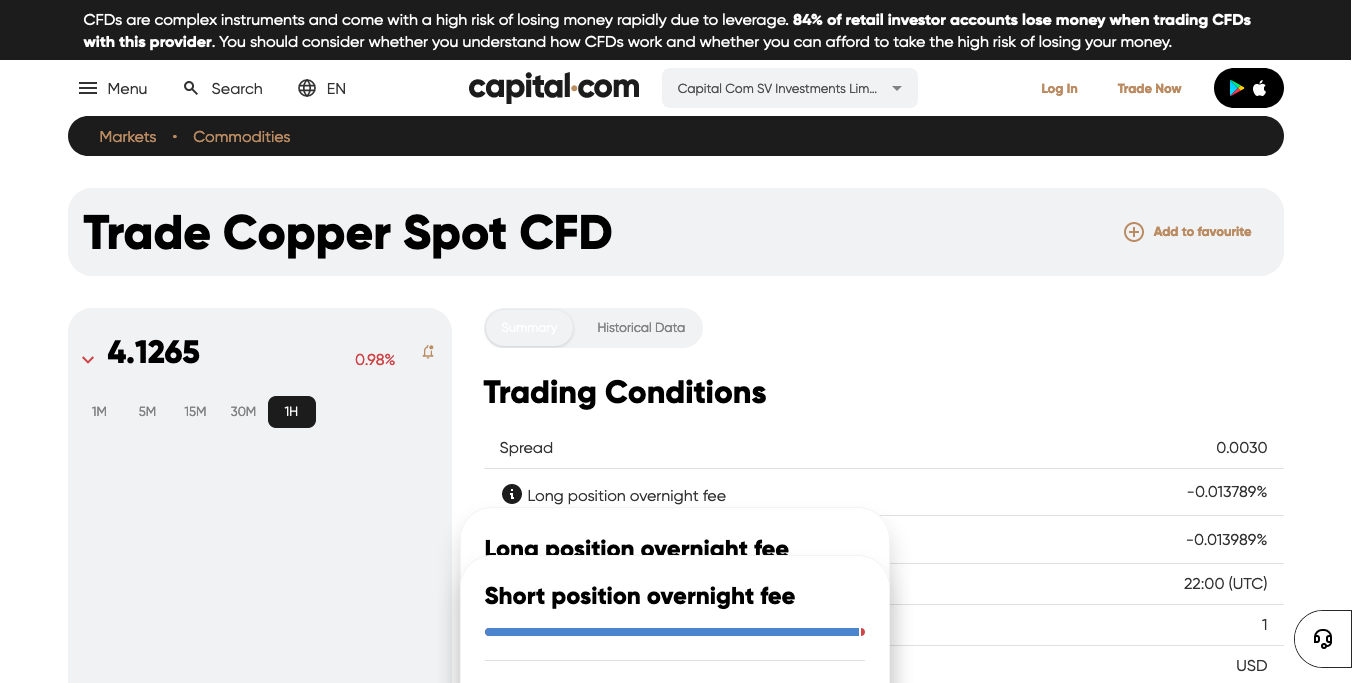 CFDs are complex instruments and come with a high risk of losing money rapidly due to leverage. 84% of retail investor accounts lose money when trading CFDs
with this provider. You should consider whether you understand how CFDs work and whether you can afford to take the high risk of losing your money.
Menu
Search
EN
capital.com
Capital Com SV Investments Lim...
Log In
Trade Now
Markets • Commodities
Trade Copper Spot CFD
Add to favourite
4.1265
0.98%
1M
5M
15M
30M
1H
Summary
Historical Data
Trading Conditions
Spread
0.0030
Long position overnight fee
-0.013789%
Long position overnight fee
-0.013989%
Short position overnight fee
22:00 (UTC)
1
USD